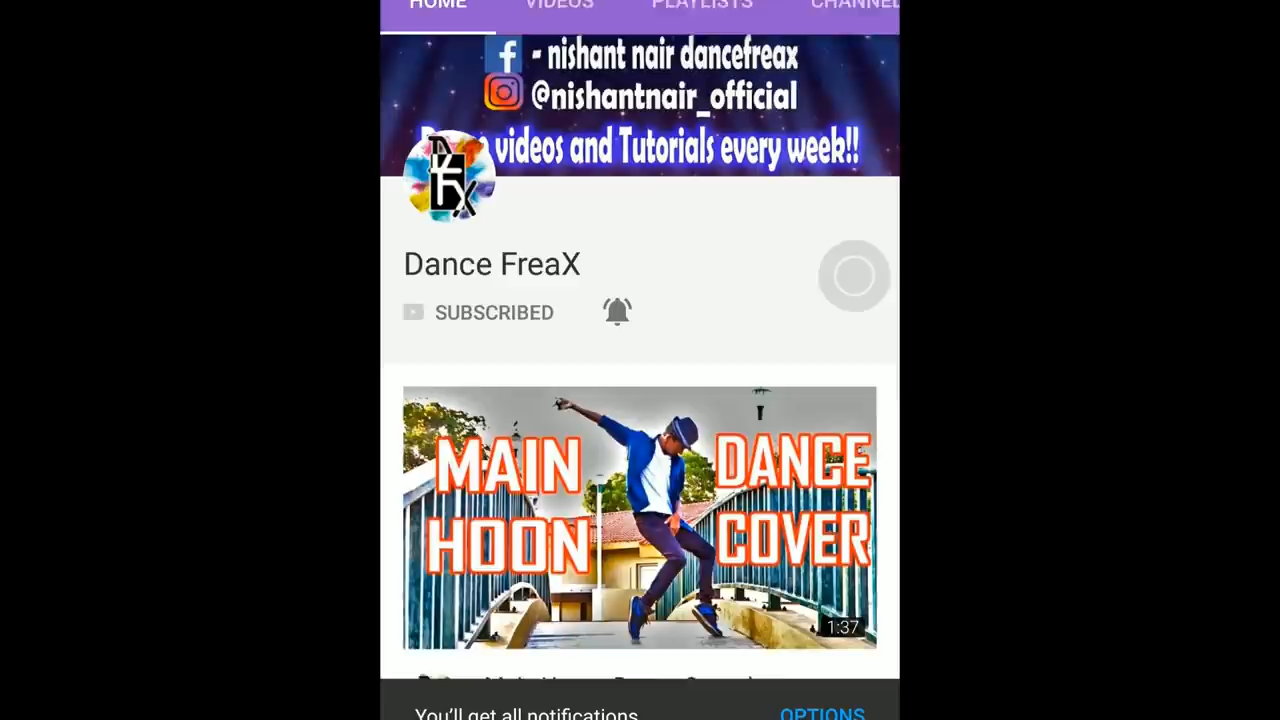 HOME VIDEOS PLAYLISTS CHANNEL
- nishant nair dancefreax
@nishantnair_official
videos and Tutorials every week!!
Dance FreaX
SUBSCRIBED
MAIN DANCE
HOON COVER
1:37
You'll get all notifications OPTIONS